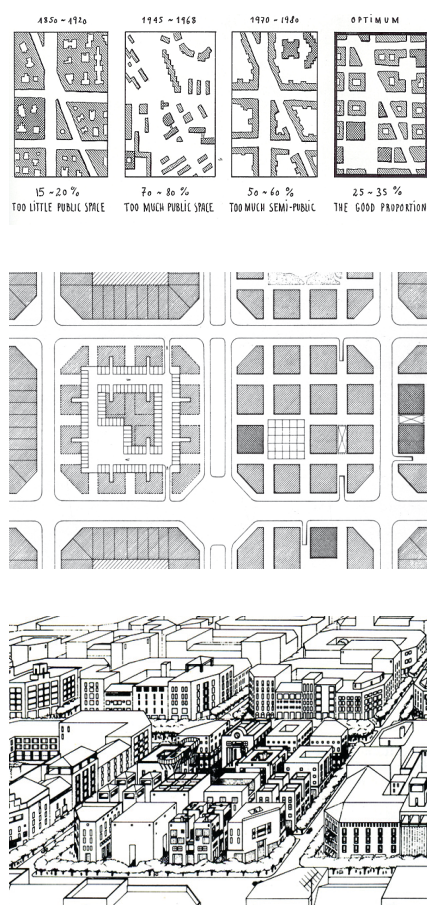 1850 ~ 1920
1945 ~ 1968
1970 ~ 1980
OPTIMUM
15 ~ 20 %
70 ~ 80 %
50 ~ 60 %
25 ~ 35 %
TOO LITTLE PUBLIC SPACE
TOO MUCH PUBLIC SPACE
TOO MUCH SEMI-PUBLIC
THE GOOD PROPORTION